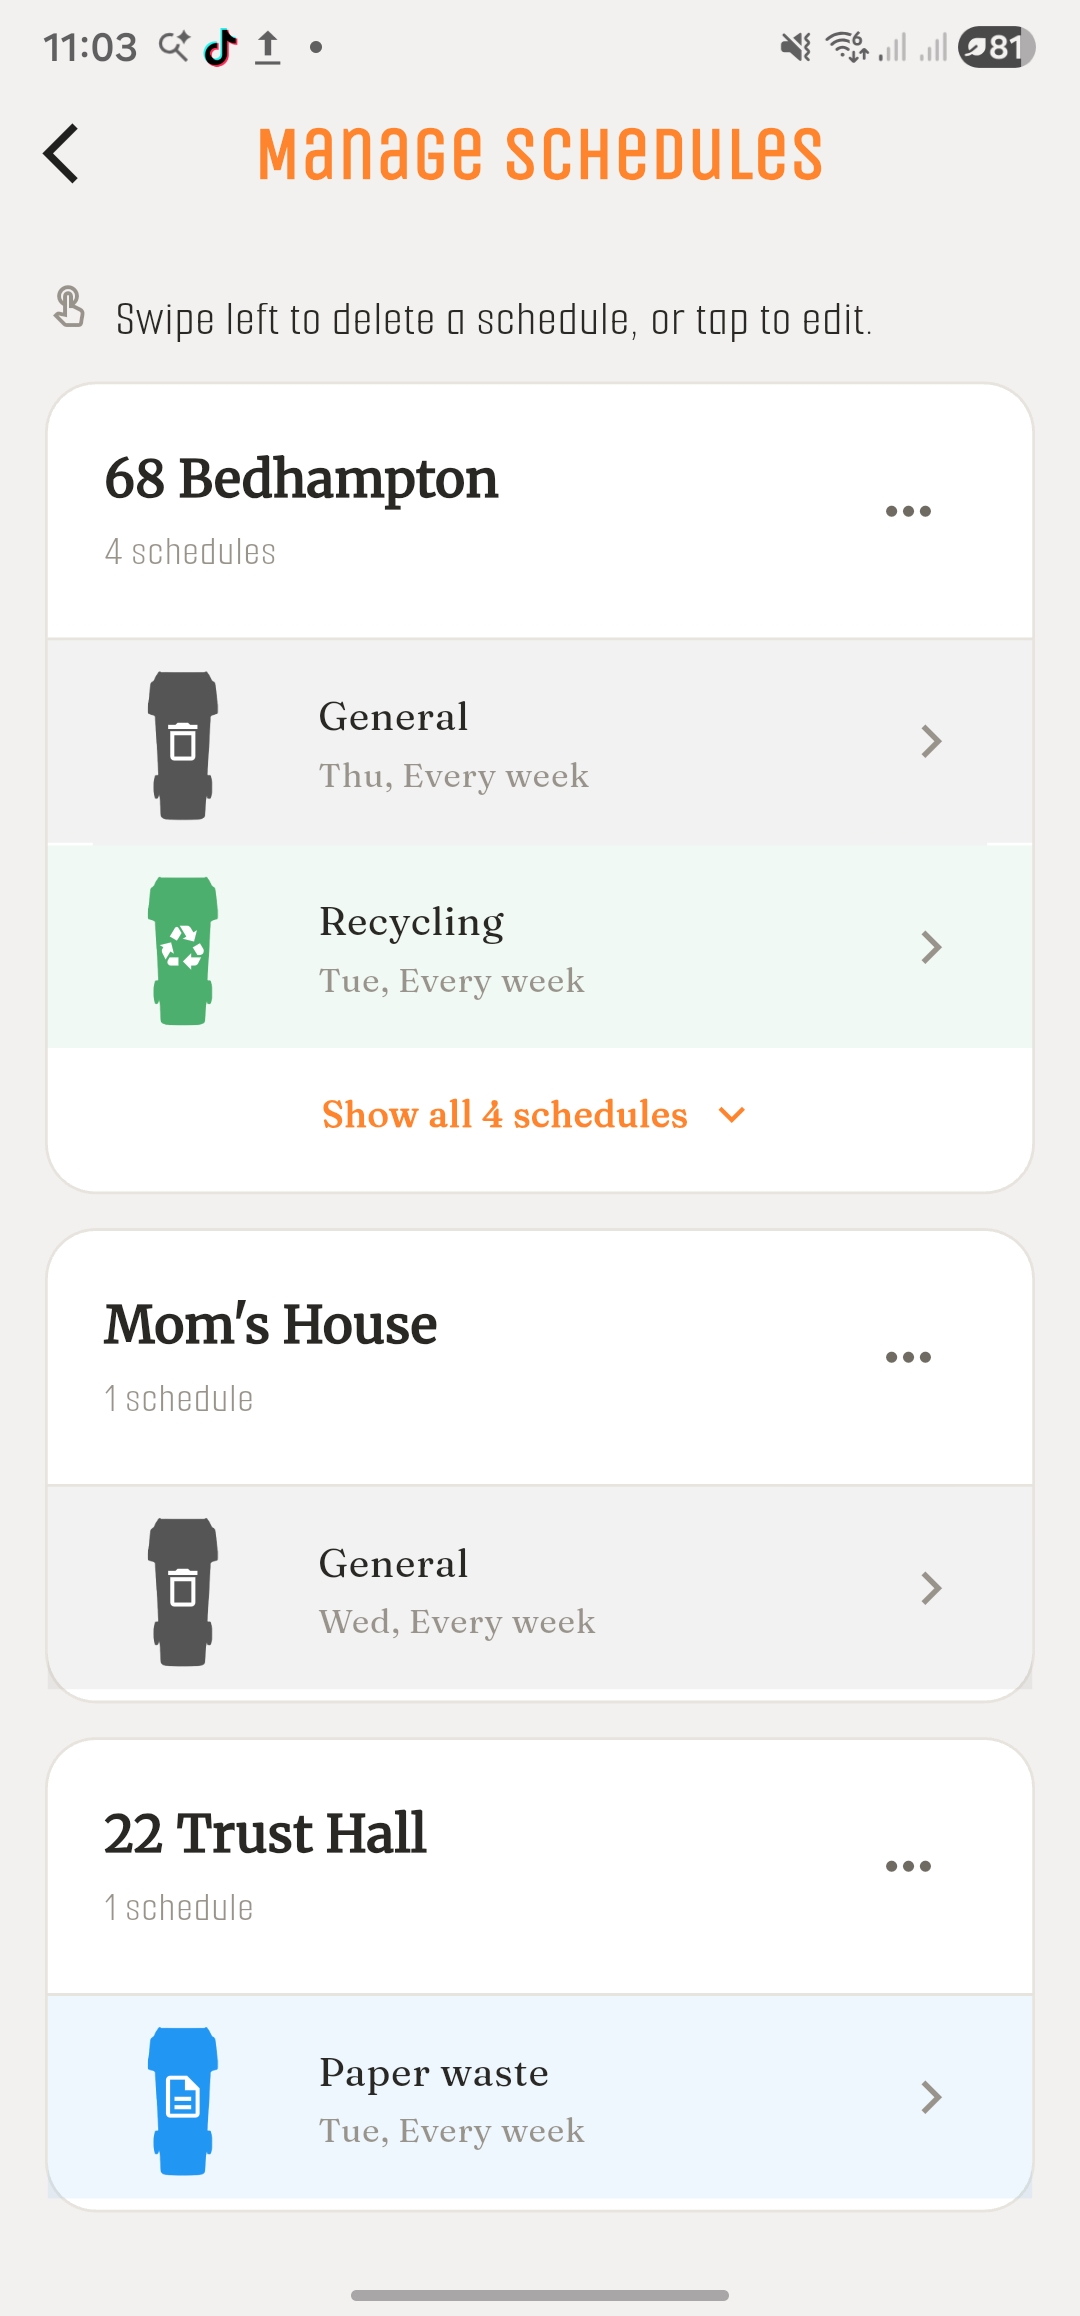 11:03
6
81
Manage Schedules
Swipe left to delete a schedule, or tap to edit.
68 Bedhampton
4 schedules
General
Thu, Every week
Recycling
Tue, Every week
Show all 4 schedules
Mom's House
1 schedule
General
Wed, Every week
22 Trust Hall
1 schedule
Paper waste
Tue, Every week